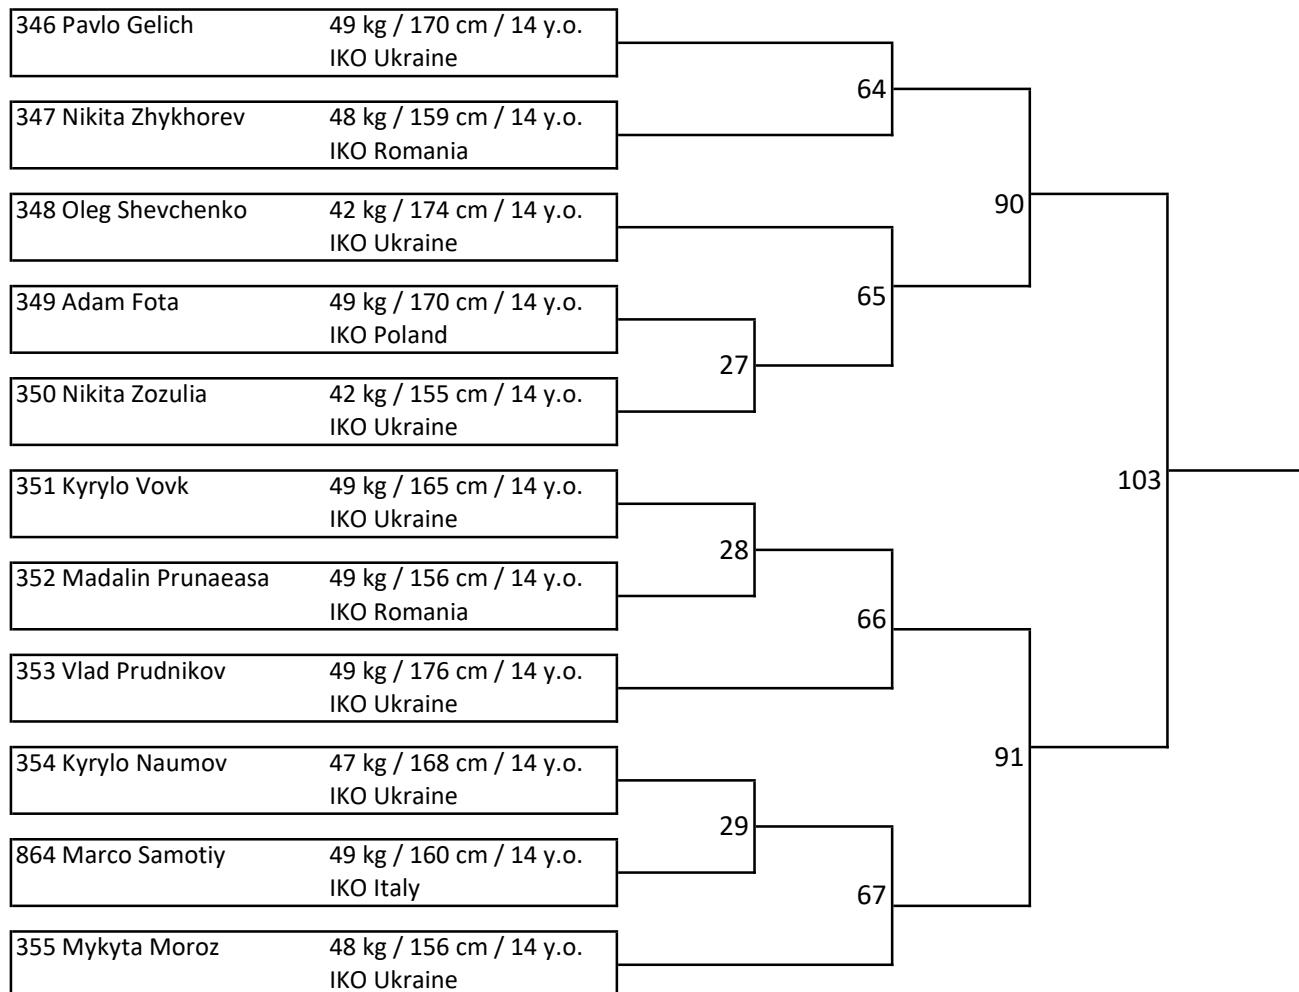 346 Pavlo Gelich 49 kg / 170 cm / 14 y.o.
IKO Ukraine
64
347 Nikita Zhykhorev 48 kg / 159 cm / 14 y.o.
IKO Romania
348 Oleg Shevchenko 42 kg / 174 cm / 14 y.o.
90
IKO Ukraine
349 Adam Fota 49 kg / 170 cm / 14 y.o.
65
IKO Poland
27
350 Nikita Zozulia 42 kg / 155 cm / 14 y.o.
IKO Ukraine
351 Kyrylo Vovk 49 kg / 165 cm / 14 y.o.
103
IKO Ukraine
28
352 Madalin Prunaeasa 49 kg / 156 cm / 14 y.o.
IKO Romania
66
353 Vlad Prudnikov 49 kg / 176 cm / 14 y.o.
IKO Ukraine
354 Kyrylo Naumov 47 kg / 168 cm / 14 y.o.
91
IKO Ukraine
29
864 Marco Samotiy 49 kg / 160 cm / 14 y.o.
IKO Italy
67
355 Mykyta Moroz 48 kg / 156 cm / 14 y.o.
IKO Ukraine